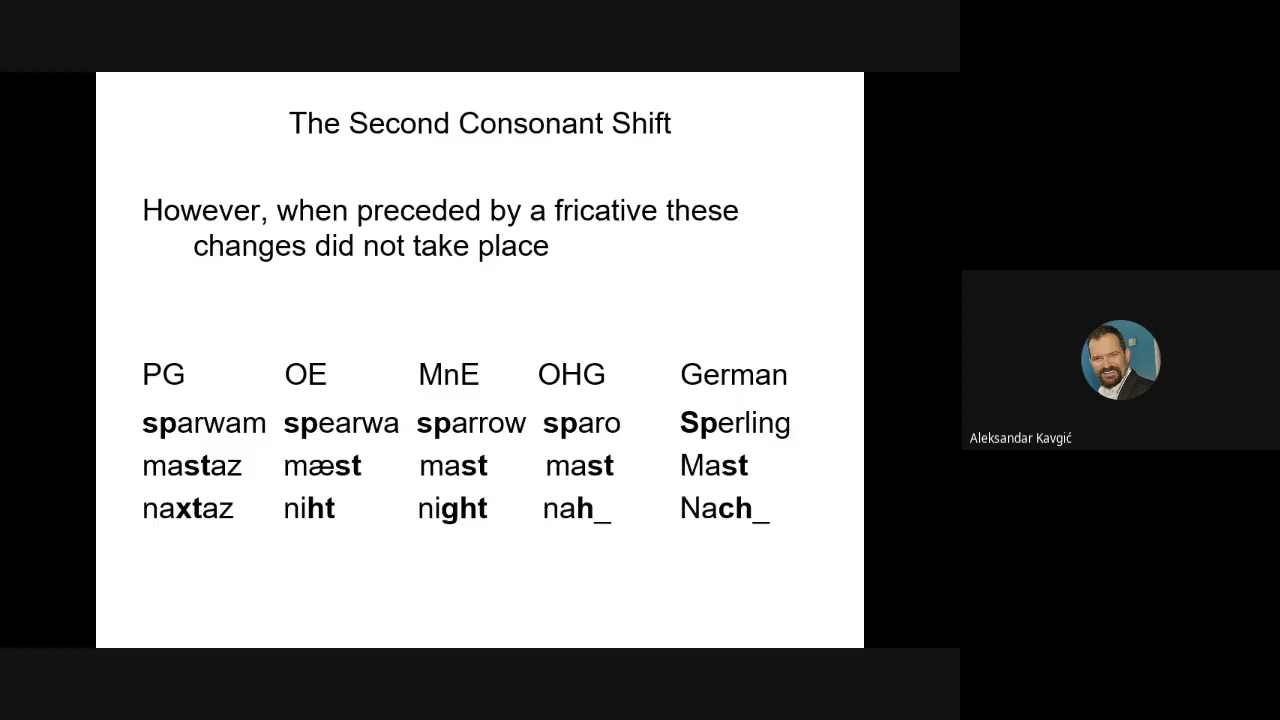 The Second Consonant Shift
However, when preceded by a fricative these
changes did not take place
PG OE MnE OHG German
sparwam spearwa sparrow sparo Sperling
mastaz mæst mast mast Mast
naxtaz niht night nah_ Nach_
Aleksandar Kavgić